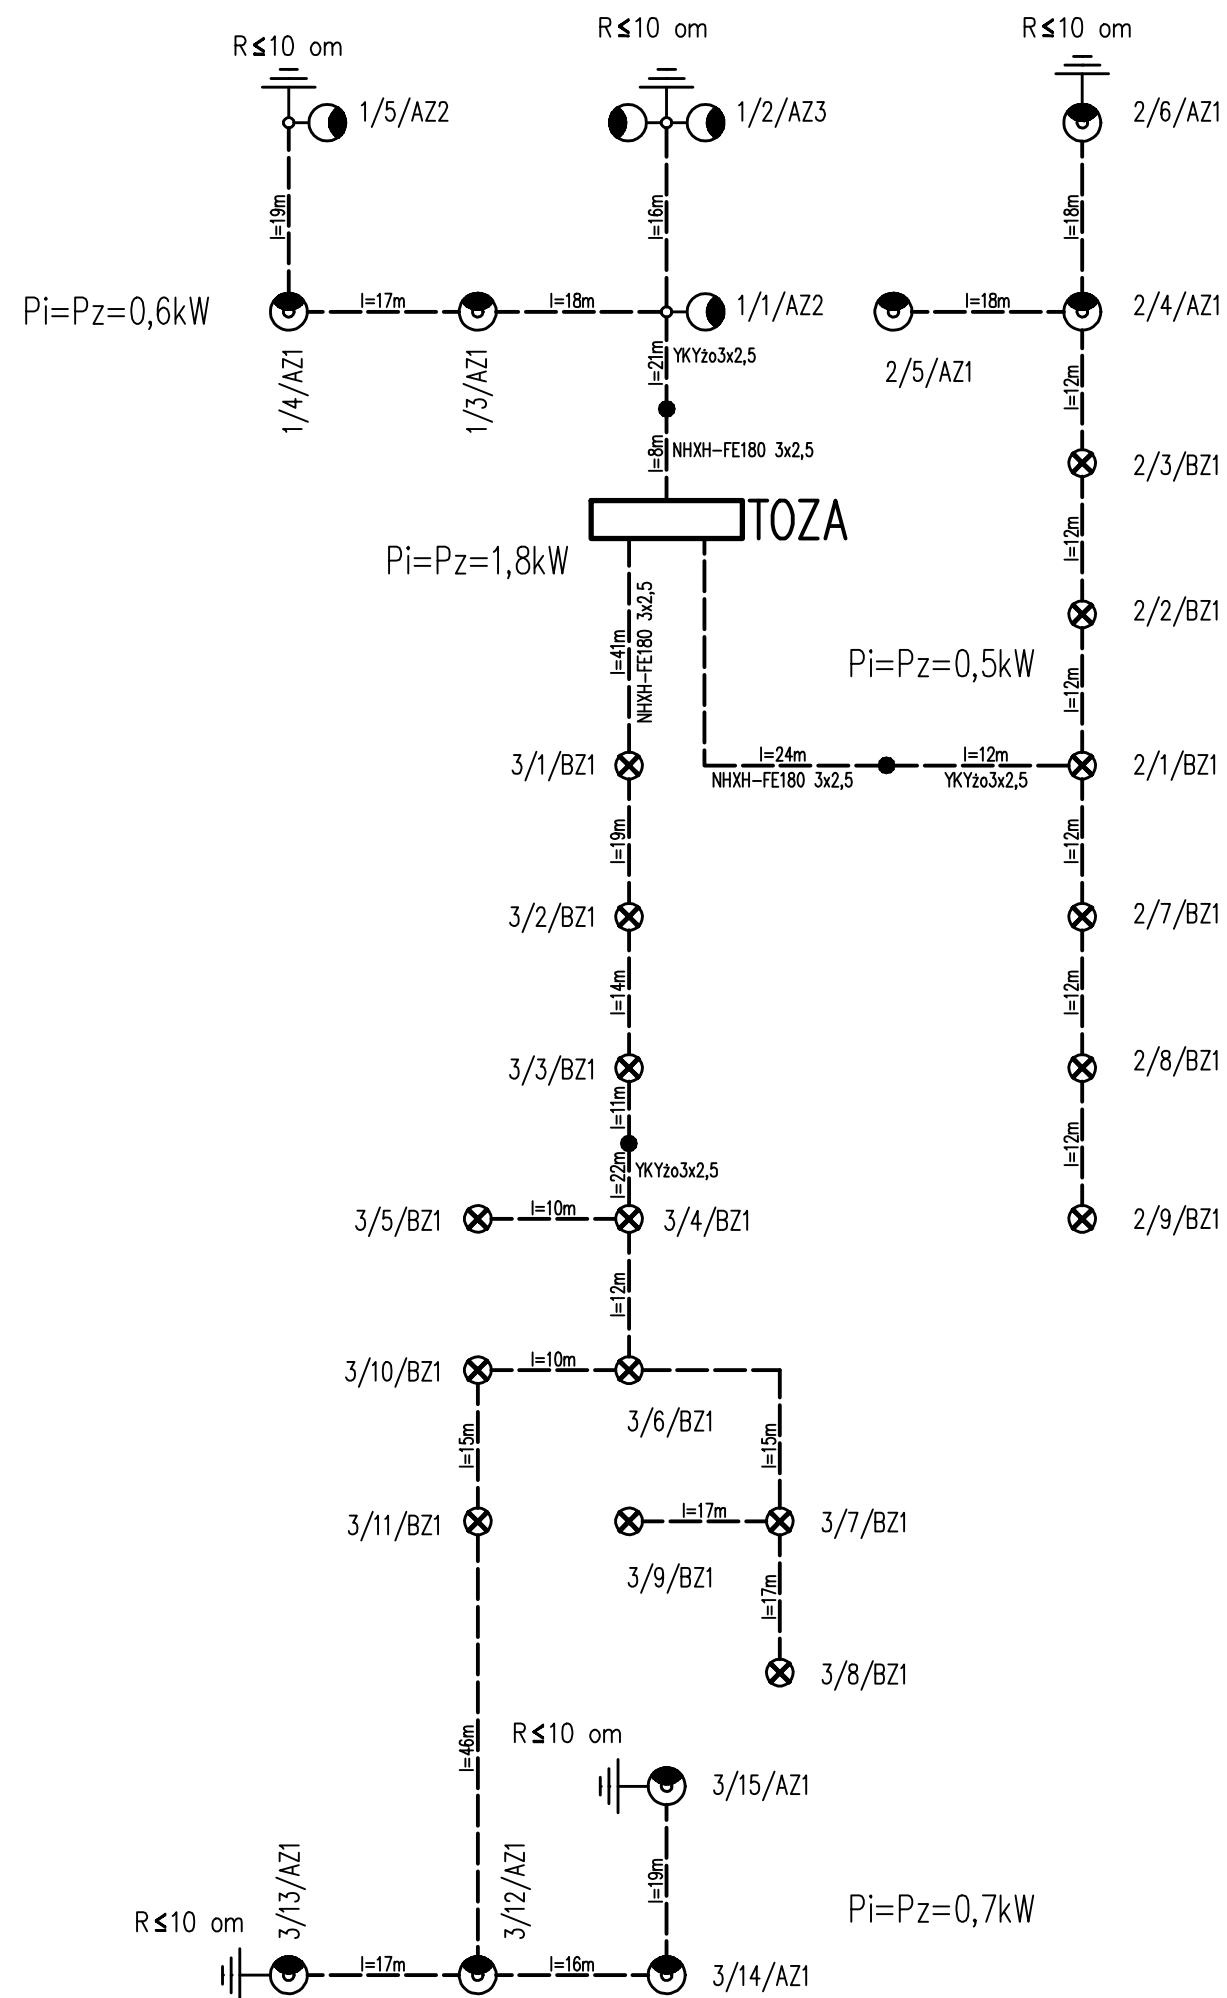 R≤10 om
R≤10 om
R≤10 om
1/5/AZ2
1/2/AZ3
2/6/AZ1
l=19m
l=16m
l=18m
Pi=Pz=0,6kW
l=17m
l=18m
1/1/AZ2
l=18m
2/4/AZ1
1/4/AZ1
1/3/AZ1
l=21m
YKYżo3x2,5
2/5/AZ1
l=12m
l=8m
NHXH-FE180 3x2,5
2/3/BZ1
TOZA
Pi=Pz=1,8kW
l=12m
2/2/BZ1
l=41m
NHXH-FE180 3x2,5
Pi=Pz=0,5kW
l=12m
3/1/BZ1
l=24m
NHXH-FE180 3x2,5
l=12m
YKYżo3x2,5
2/1/BZ1
l=19m
l=12m
3/2/BZ1
2/7/BZ1
l=14m
l=12m
3/3/BZ1
2/8/BZ1
l=11m
l=22m
YKYżo3x2,5
l=12m
3/5/BZ1
l=10m
3/4/BZ1
2/9/BZ1
l=12m
3/10/BZ1
l=10m
3/6/BZ1
l=15m
l=15m
3/11/BZ1
l=17m
3/7/BZ1
3/9/BZ1
l=17m
3/8/BZ1
l=46m
R≤10 om
3/15/AZ1
3/13/AZ1
3/12/AZ1
l=19m
Pi=Pz=0,7kW
R≤10 om
l=17m
l=16m
3/14/AZ1